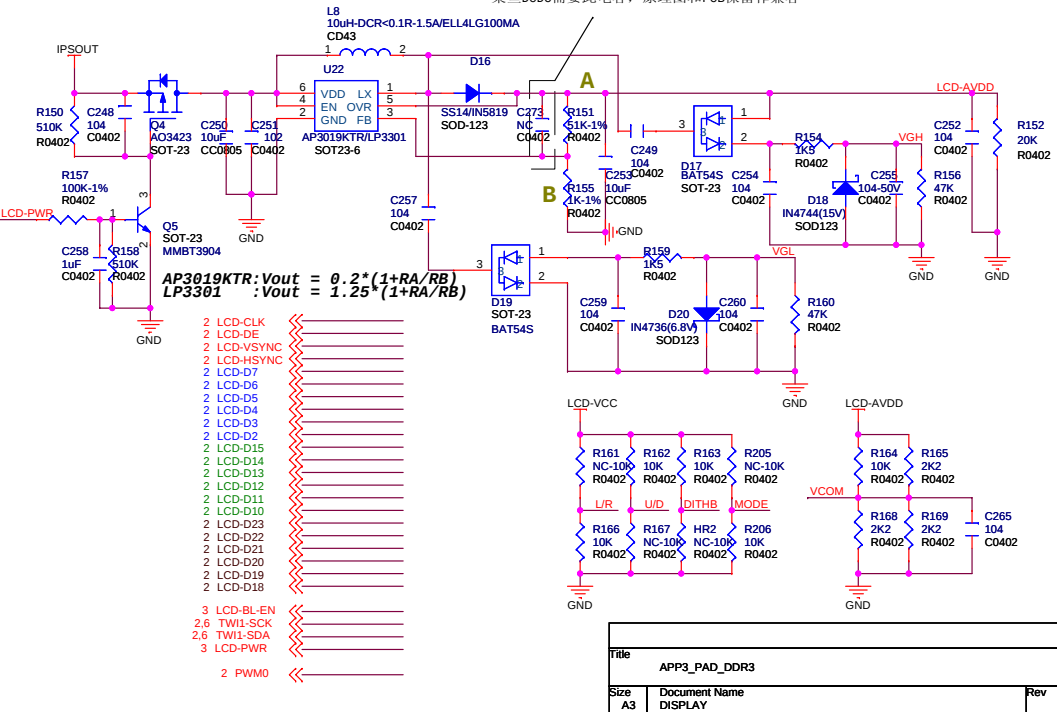 L8
10uH-DCR<0.1R-1.5A/ELL4LG100MA
CD43
IPSOUT
1
2
U22
D16
6 VDD LX 1
4 EN OVR 5
2 GND FB 3
AP3019KTR/LP3301
SOT23-6
SS14/IN5819
SOD-123
A
LCD-AVDD
R150
510K
R0402
C248
104
C0402
Q4
AO3423
SOT-23
C250
10uF
CC0805
C251
102
C0402
C273
NC
C0402
R151
51K-1%
R0402
C249
104
C0402
3
3
1
2
1
2
D17
BAT54S
SOT-23
R154
1K5
R0402
VGH
C252
104
C0402
R152
20K
R0402
R157
100K-1%
R0402
LCD-PWR
1
3
2
Q5
SOT-23
MMBT3904
C258
1uF
C0402
R158
510K
R0402
GND
GND
C257
104
C0402
B
R155
1K-1%
R0402
C253
10uF
CC0805
GND
C254
104
C0402
D18
IN4744(15V)
SOD123
C255
104-50V
C0402
R156
47K
R0402
GND
GND
AP3019KTR:Vout = 0.2*(1+RA/RB)
LP3301 :Vout = 1.25*(1+RA/RB)
3
3
1
2
1
2
D19
SOT-23
BAT54S
R159
1K5
R0402
VGL
C259
104
C0402
D20
IN4736(6.8V)
SOD123
C260
104
C0402
R160
47K
R0402
GND
2 LCD-CLK
2 LCD-DE
2 LCD-VSYNC
2 LCD-HSYNC
2 LCD-D7
2 LCD-D6
2 LCD-D5
2 LCD-D4
2 LCD-D3
2 LCD-D2
2 LCD-D15
2 LCD-D14
2 LCD-D13
2 LCD-D12
2 LCD-D11
2 LCD-D10
2 LCD-D23
2 LCD-D22
2 LCD-D21
2 LCD-D20
2 LCD-D19
2 LCD-D18
3 LCD-BL-EN
2,6 TWI1-SCK
2,6 TWI1-SDA
3 LCD-PWR
2 PWM0
LCD-VCC
R161
NC-10K
R0402
R162
10K
R0402
R163
10K
R0402
R205
NC-10K
R0402
L/R
U/D
DITHB
MODE
R166
10K
R0402
R167
NC-10K
R0402
HR2
NC-10K
R0402
R206
10K
R0402
GND
LCD-AVDD
R164
10K
R0402
R165
2K2
R0402
VCOM
R168
2K2
R0402
R169
2K2
R0402
C265
104
C0402
GND
Title
APP3_PAD_DDR3
Size
A3
Document Name
DISPLAY
Rev